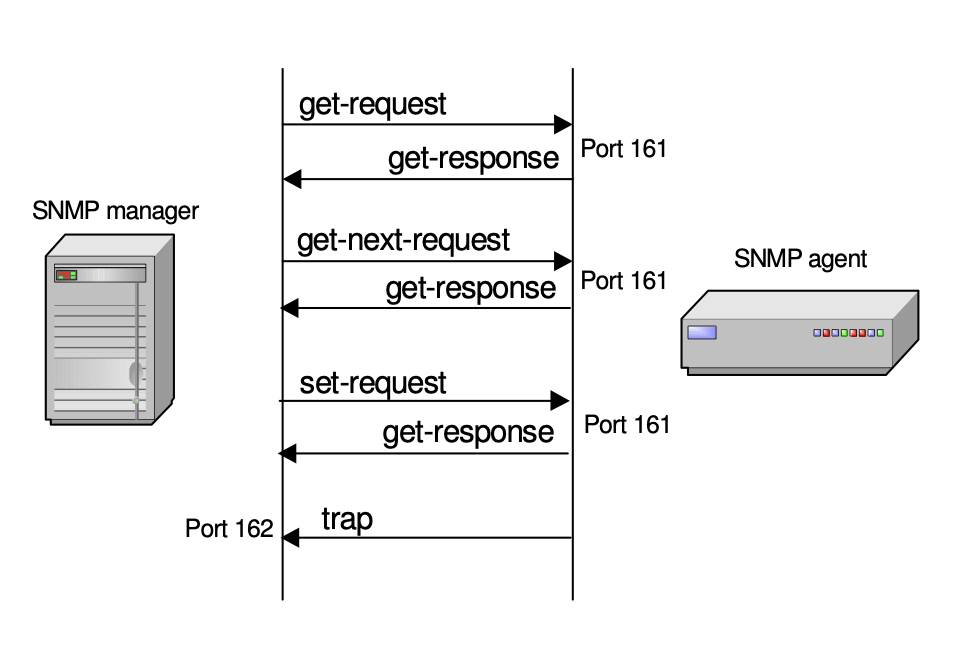 get-request
Port 161
get-response
SNMP manager
get-next-request
SNMP agent
Port 161
get-response
set-request
Port 161
get-response
Port 162
trap